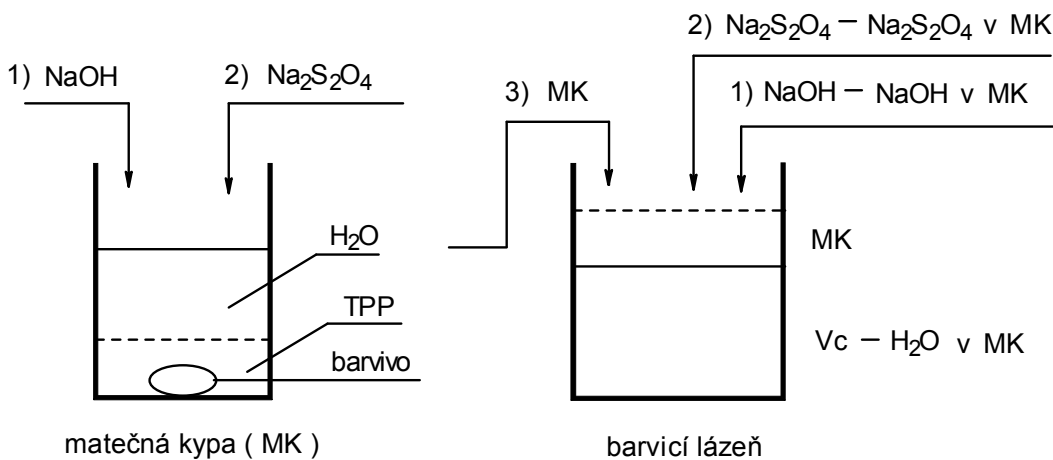 1) NaOH
2) Na₂S₂O₄
H₂O
TPP
barvivo
matečná kypa ( MK )
2) Na₂S₂O₄ – Na₂S₂O₄ v MK
1) NaOH – NaOH v MK
3) MK
MK
Vc – H₂O v MK
barvicí lázeň